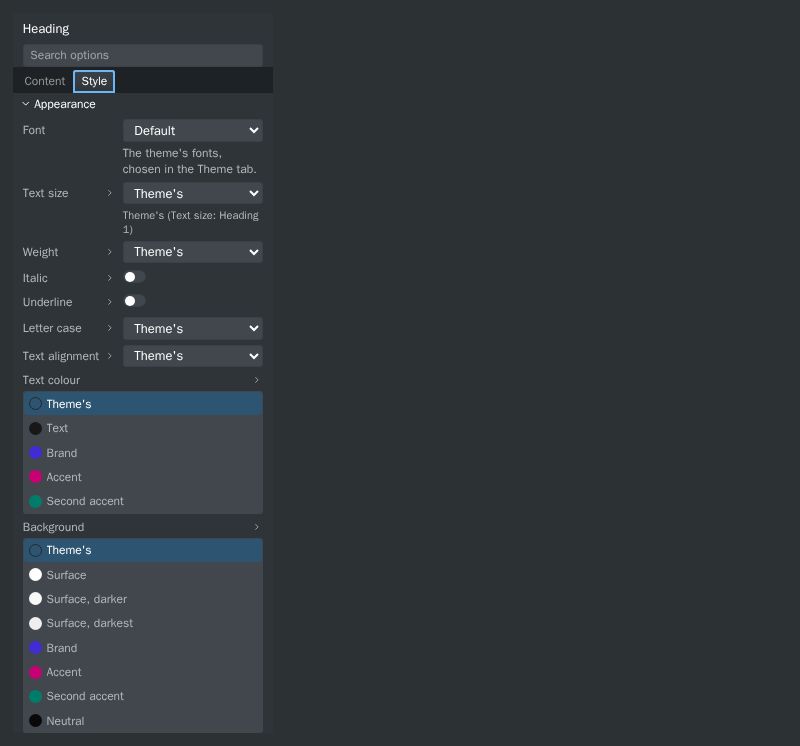 Heading
Search options
Content Style
Appearance
Font Default
The theme's fonts,
chosen in the Theme tab.
Text size Theme's
Theme's (Text size: Heading
1)
Weight Theme's
Italic
Underline
Letter case Theme's
Text alignment Theme's
Text colour
Theme's
Text
Brand
Accent
Second accent
Background
Theme's
Surface
Surface, darker
Surface, darkest
Brand
Accent
Second accent
Neutral